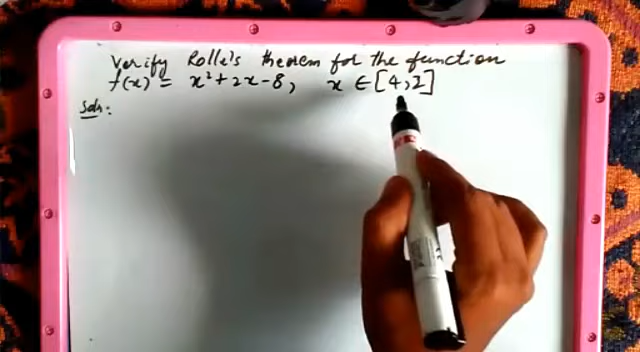 Verify Rolle's theorem for the function
f(x) = x² + 2x - 8, x ∈ [4, 2]
Soln: